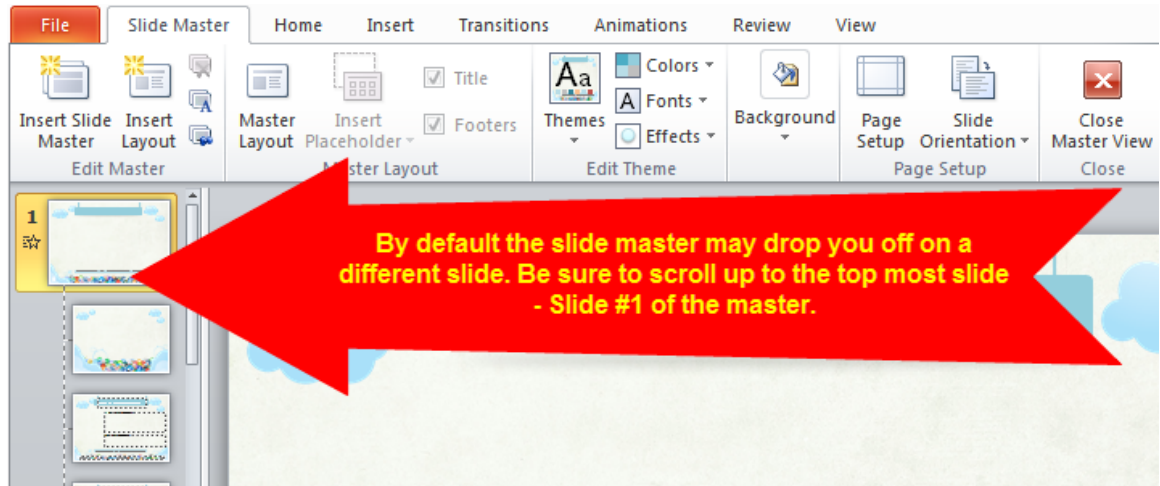 File Slide Master Home Insert Transitions Animations Review View
Insert Slide Master
Insert Layout
Master Layout
Insert Placeholder
Title
Footers
Aa
Themes
Colors
A Fonts
Effects
Background
Page Setup
Slide Orientation
Close Master View
Edit Master
Master Layout
Edit Theme
Page Setup
Close
1
By default the slide master may drop you off on a
different slide. Be sure to scroll up to the top most slide
- Slide #1 of the master.